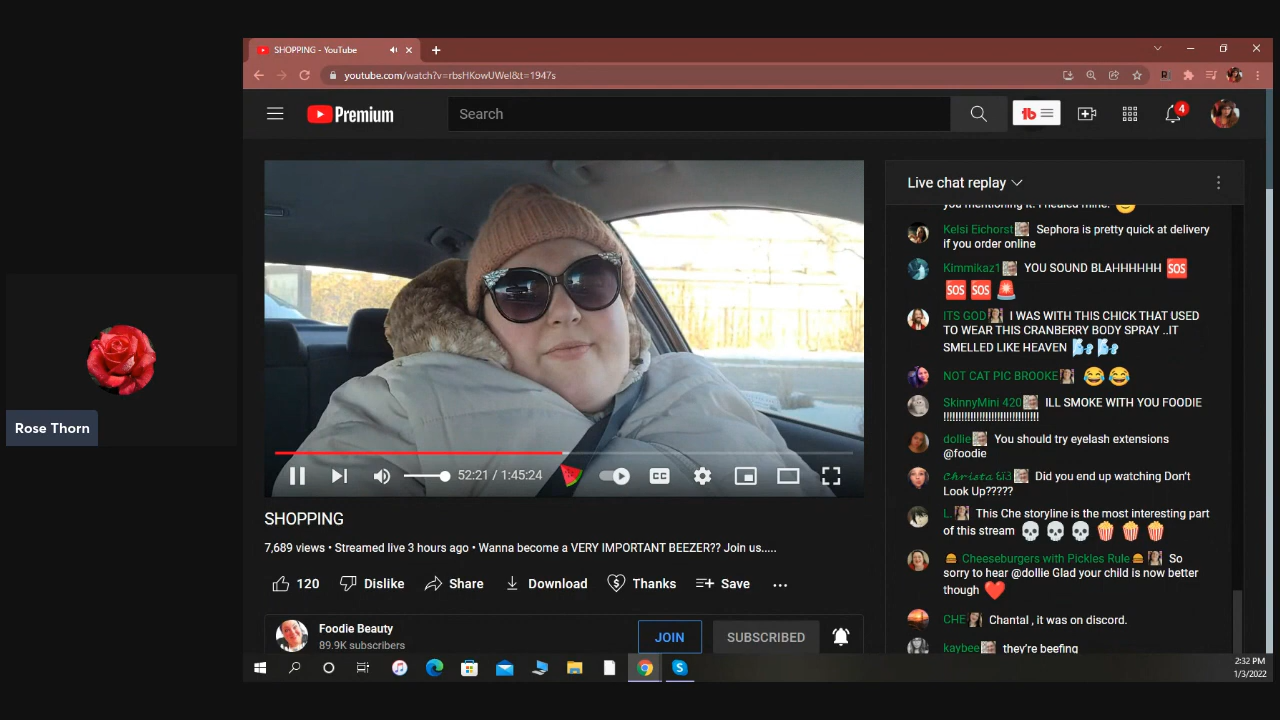 SHOPPING - YouTube
youtube.com/watch?v=rbsHKowUWeI&t=1947s
Premium
Search
4
Live chat replay
you mentioning it. I healed mine.
Kelsi Eichorst Sephora is pretty quick at delivery
if you order online
Kimmikaz1 YOU SOUND BLAHHHHHH 🆘
🆘 🆘 🚨
ITS GOD I WAS WITH THIS CHICK THAT USED
TO WEAR THIS CRANBERRY BODY SPRAY ..IT
SMELLED LIKE HEAVEN
NOT CAT PIC BROOKE 😂😂
SkinnyMini 420 ILL SMOKE WITH YOU FOODIE
dollie You should try eyelash extensions
@foodie
Did you end up watching Don't
Look Up?????
L. This Che storyline is the most interesting part
of this stream 💀 💀 💀 🍿 🍿 🍿
🍔 Cheeseburgers with Pickles Rule 🍔 So
sorry to hear @dollie Glad your child is now better
though ❤️
CHE Chantal , it was on discord.
kaybee they're beefing
Rose Thorn
52:21 / 1:45:24
CC
SHOPPING
7,689 views • Streamed live 3 hours ago • Wanna become a VERY IMPORTANT BEEZER?? Join us.....
120 Dislike Share Download Thanks Save ...
Foodie Beauty
89.9K subscribers
JOIN SUBSCRIBED
2:32 PM
1/3/2022